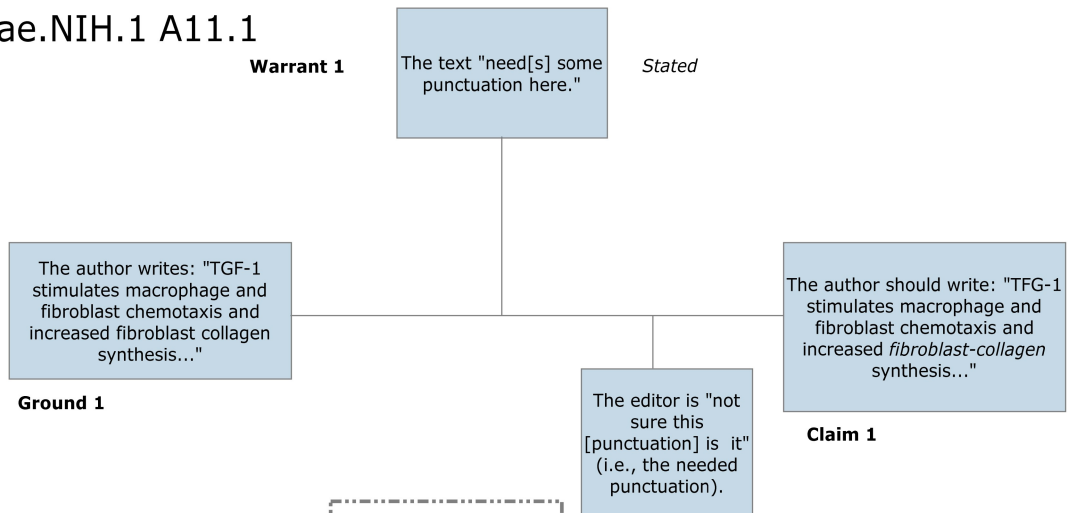 ae.NIH.1 A11.1
Warrant 1
The text "need[s] some
punctuation here."
Stated
The author writes: "TGF-1
stimulates macrophage and
fibroblast chemotaxis and
increased fibroblast collagen
synthesis..."
Ground 1
The author should write: "TFG-1
stimulates macrophage and
fibroblast chemotaxis and
increased fibroblast-collagen
synthesis..."
Claim 1
The editor is "not
sure this
[punctuation] is it"
(i.e., the needed
punctuation).